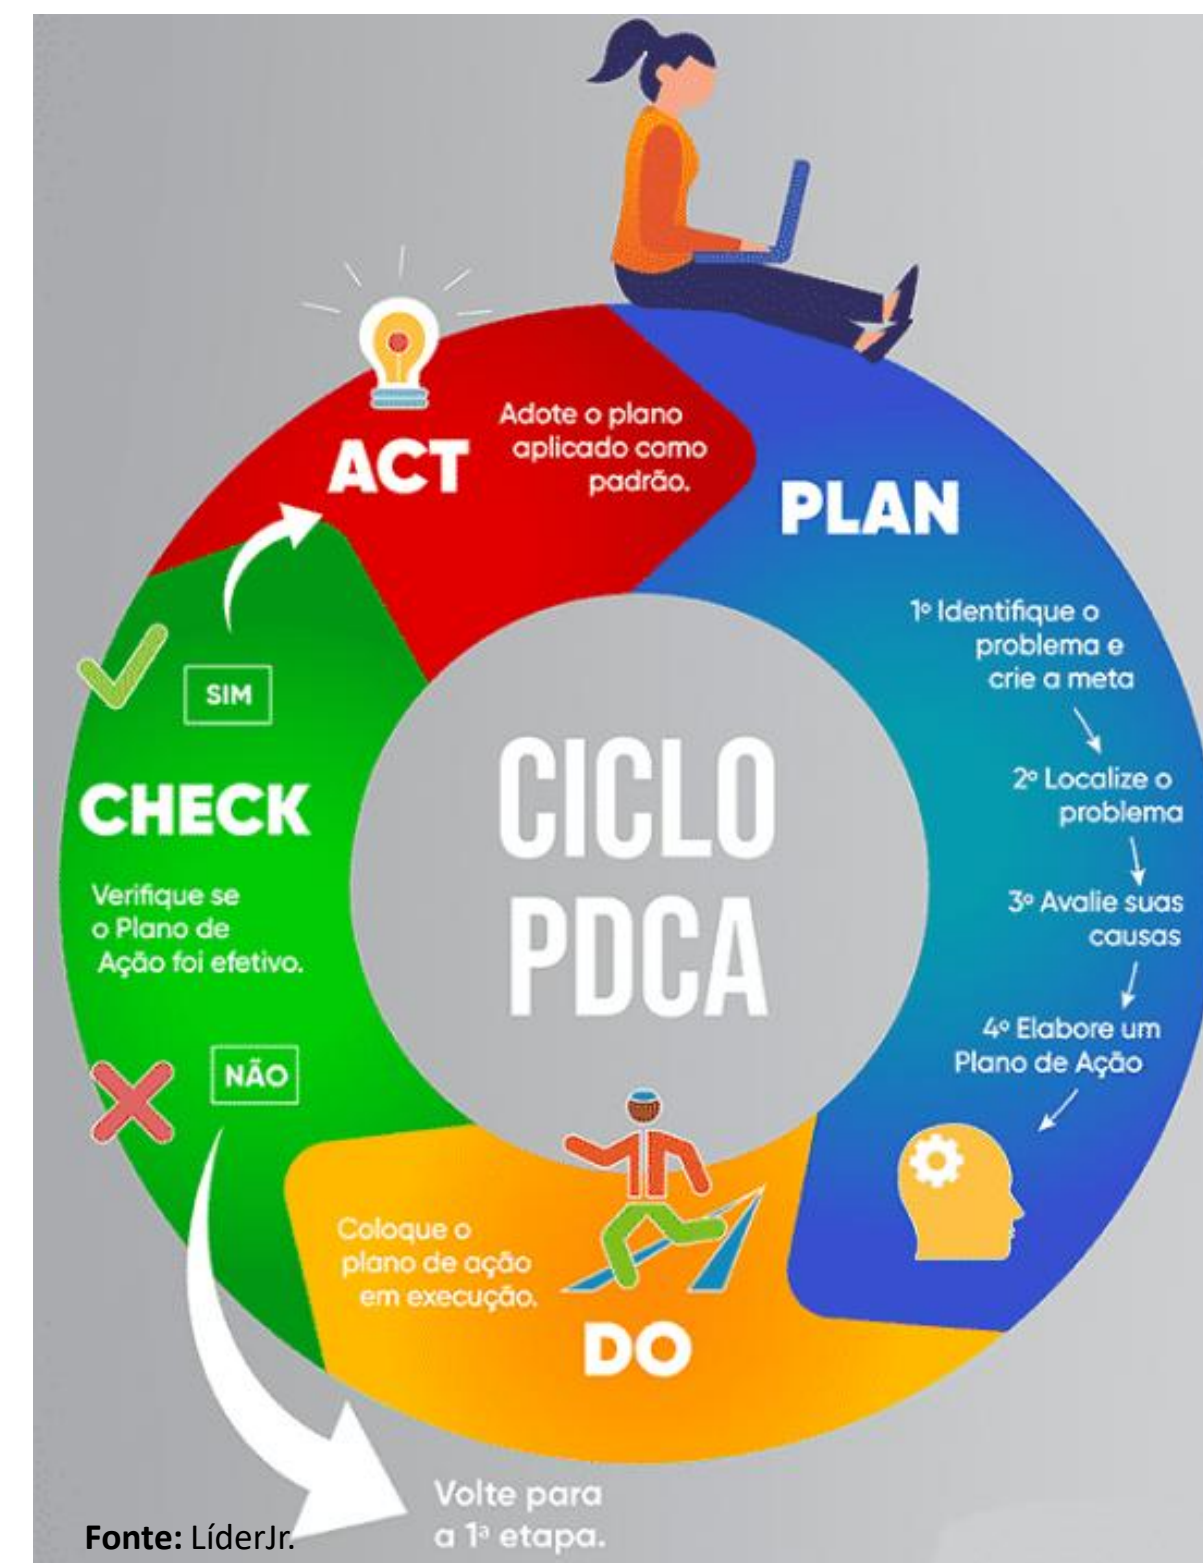 CICLO
PDCA
PLAN
1º Identifique o
problema e
crie a meta
2º Localize o
problema
3º Avalie suas
causas
4º Elabore um
Plano de Ação
DO
Coloque o
plano de ação
em execução.
CHECK
Verifique se
o Plano de
Ação foi efetivo.
SIM
NÃO
Volte para
a 1ª etapa.
ACT
Adote o plano
aplicado como
padrão.
Fonte: LíderJr.